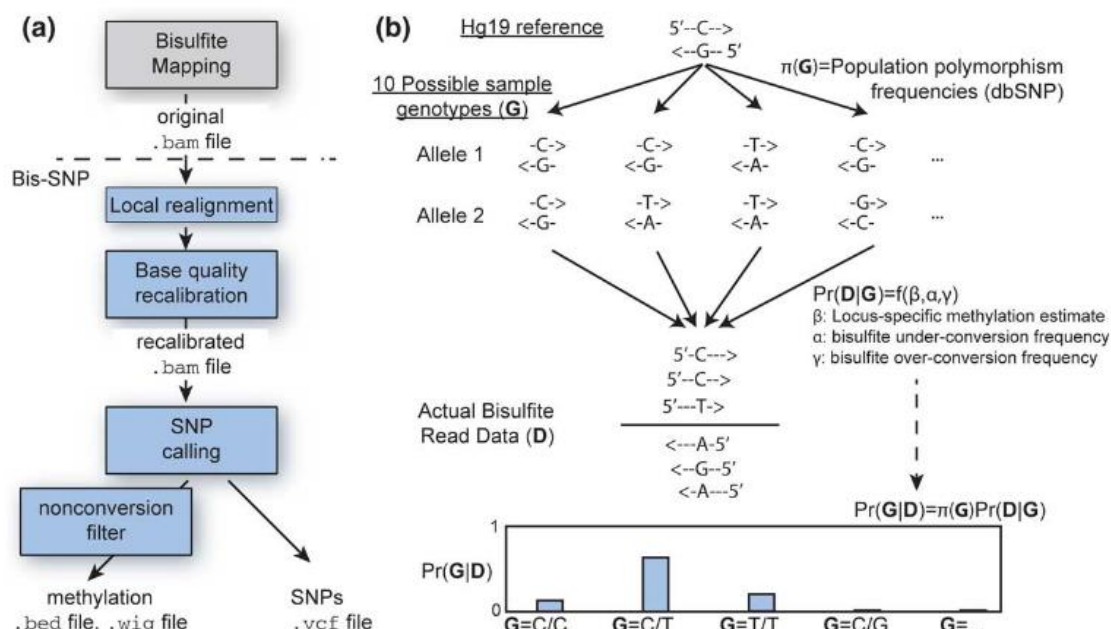 (a)
Bisulfite
Mapping
original
.bam file
Bis-SNP
Local realignment
Base quality
recalibration
recalibrated
.bam file
SNP
calling
nonconversion
filter
methylation
.bed file, .wig file
SNPs
.vcf file
(b)
Hg19 reference
5′--C-->
<--G-- 5′
π(G)=Population polymorphism
frequencies (dbSNP)
10 Possible sample
genotypes (G)
Allele 1
-C-> -C-> -T-> -C->
<-G- <-G- <-A- <-G- ...
Allele 2
-C-> -T-> -T-> -G->
<-G- <-A- <-A- <-C- ...
Pr(D|G)=f(β,α,γ)
β: Locus-specific methylation estimate
α: bisulfite under-conversion frequency
γ: bisulfite over-conversion frequency
Actual Bisulfite
Read Data (D)
5′-C--->
5′--C-->
5′---T->
<---A-5′
<--G--5′
<-A---5′
Pr(G|D)=π(G)Pr(D|G)
1
Pr(G|D)
0
G=C/C G=C/T G=T/T G=C/G G=